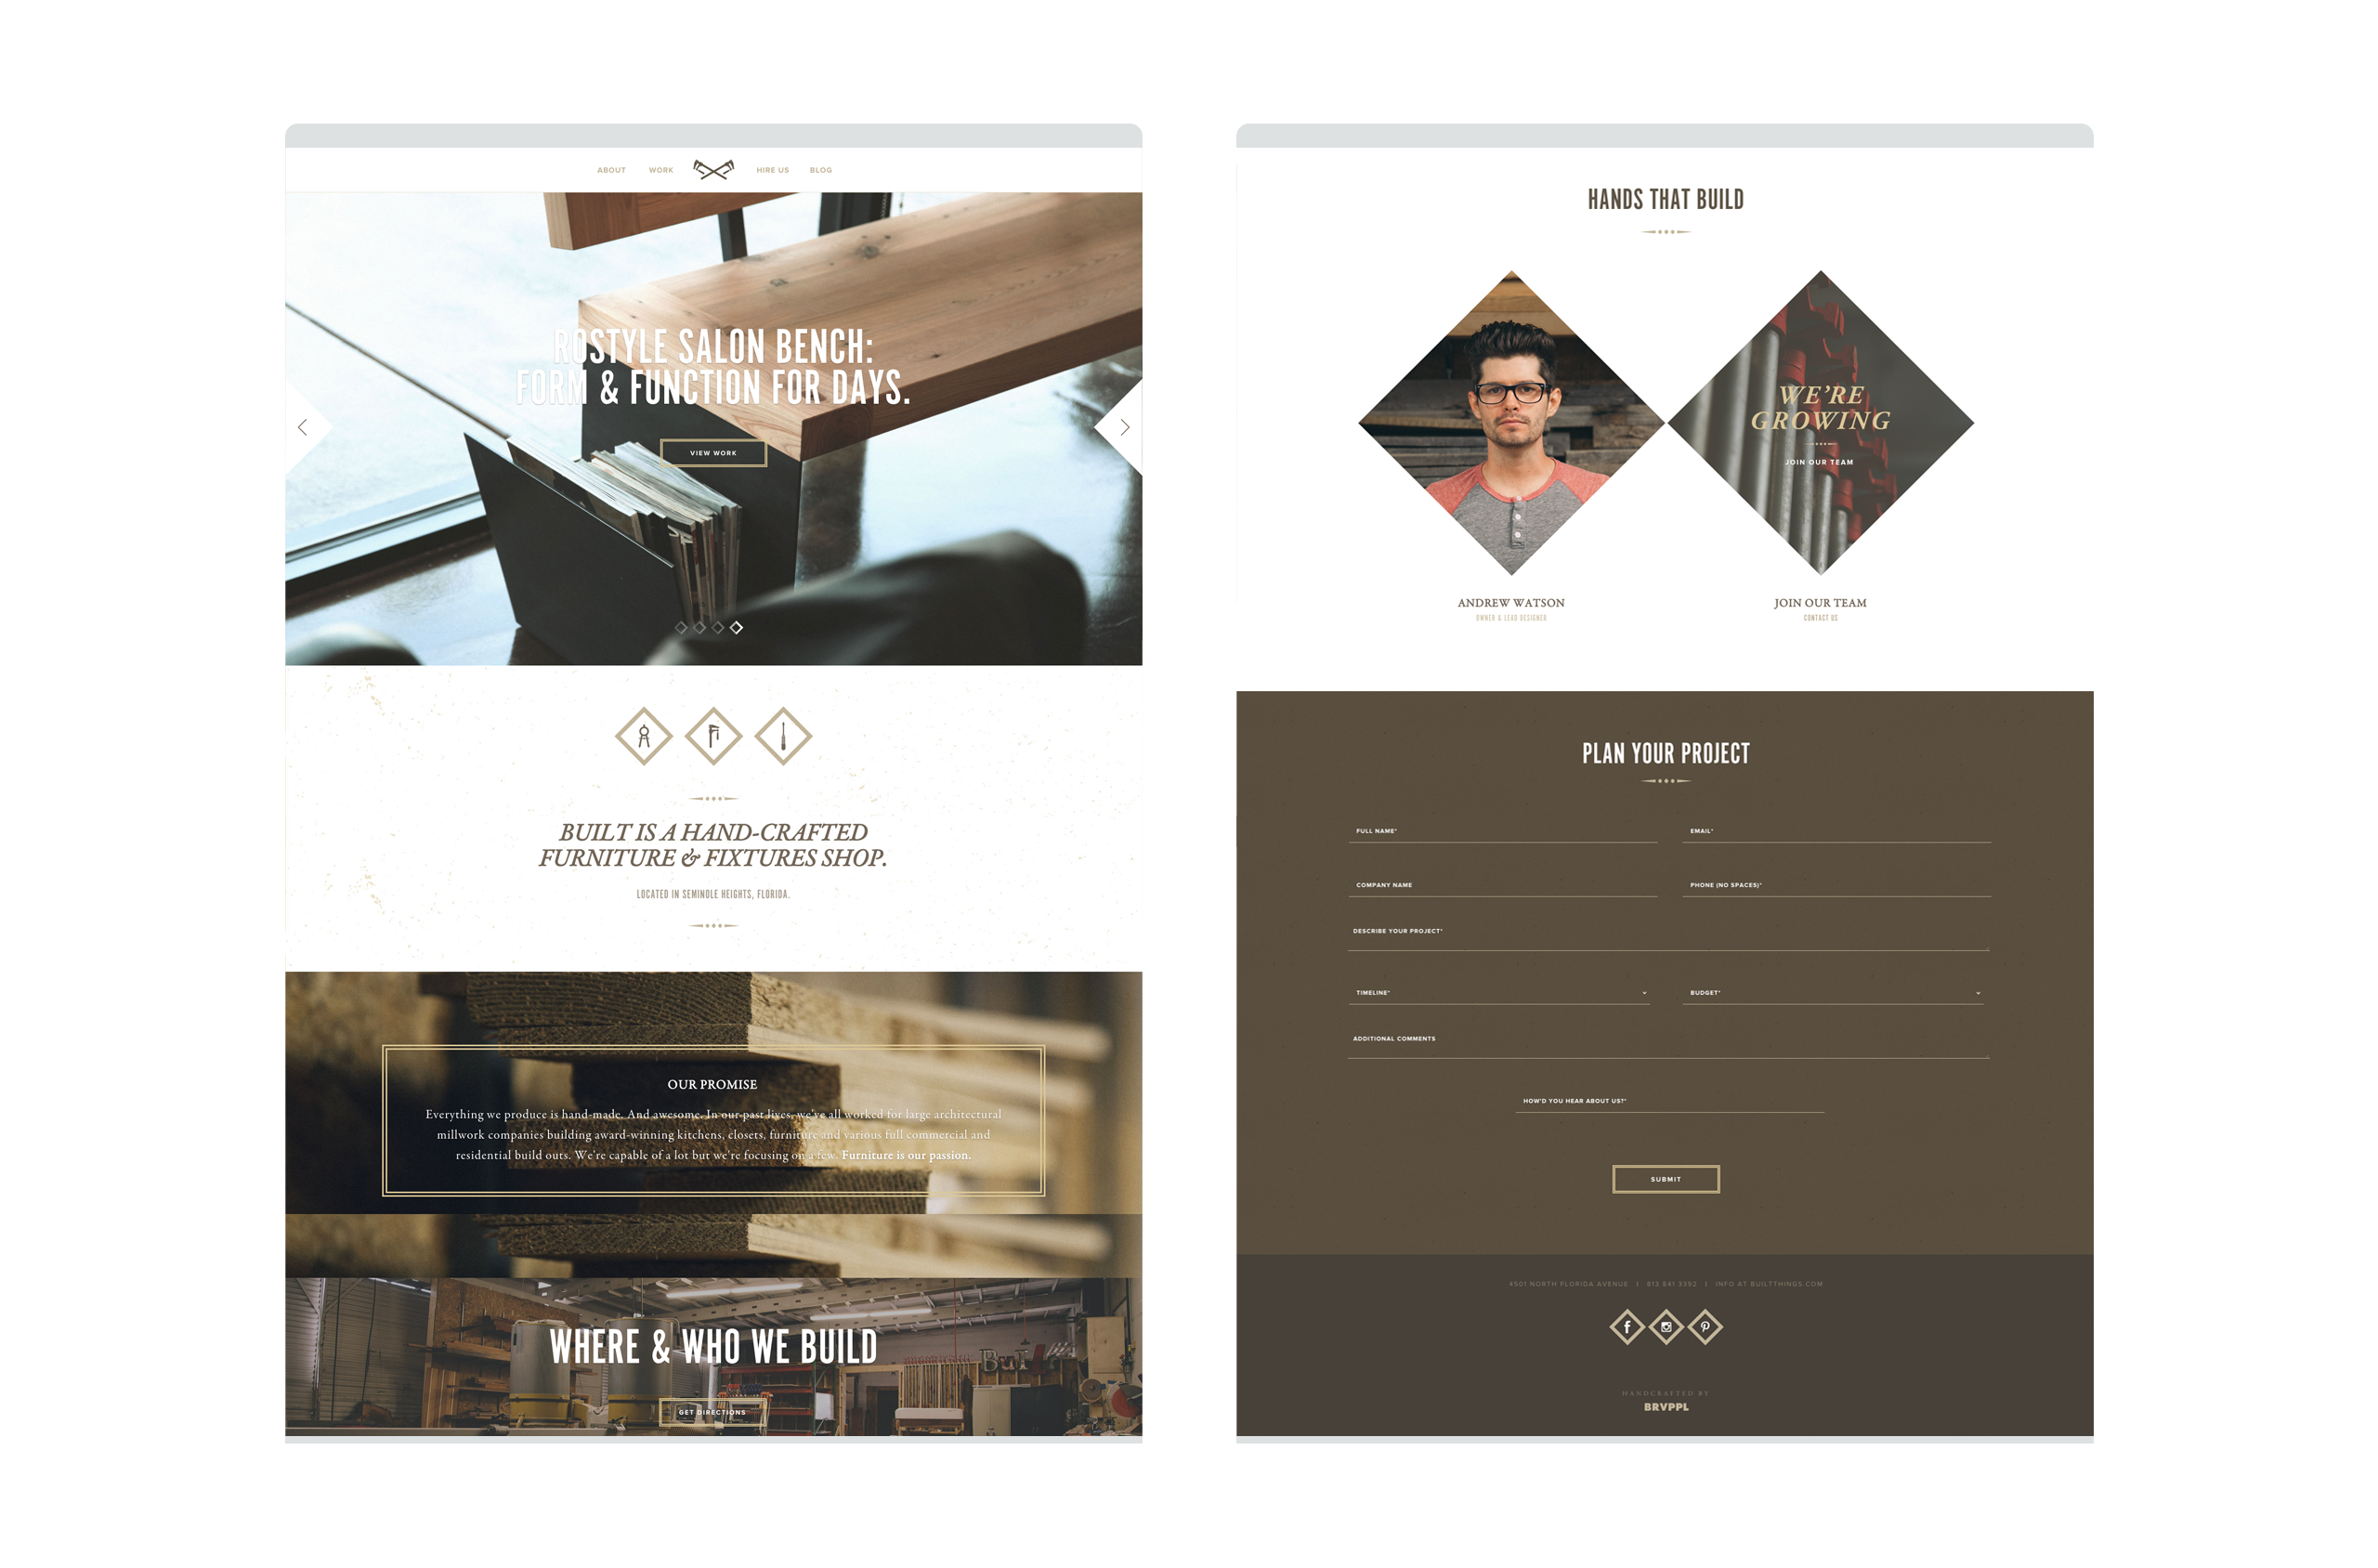 ABOUT WORK HIRE US BLOG
ROSTYLE SALON BENCH:
FORM & FUNCTION FOR DAYS.
VIEW WORK
BUILT IS A HAND-CRAFTED
FURNITURE & FIXTURES SHOP.
LOCATED IN SEMINOLE HEIGHTS, FLORIDA.
OUR PROMISE
Everything we produce is hand-made. And awesome. In our past lives, we've all worked for large architectural
millwork companies building award-winning kitchens, closets, furniture and various full commercial and
residential build outs. We're capable of a lot but we're focusing on a few. Furniture is our passion.
WHERE & WHO WE BUILD
Built
GET DIRECTIONS
HANDS THAT BUILD
WE'RE
GROWING
JOIN OUR TEAM
ANDREW WATSON
OWNER & LEAD DESIGNER
JOIN OUR TEAM
CONTACT US
PLAN YOUR PROJECT
FULL NAME*
EMAIL*
COMPANY NAME
PHONE (NO SPACES)*
DESCRIBE YOUR PROJECT*
TIMELINE*
BUDGET*
ADDITIONAL COMMENTS
HOW'D YOU HEAR ABOUT US?*
SUBMIT
4501 NORTH FLORIDA AVENUE | 813 841 3392 | INFO AT BUILTTHINGS.COM
HANDCRAFTED BY
BRVPPL